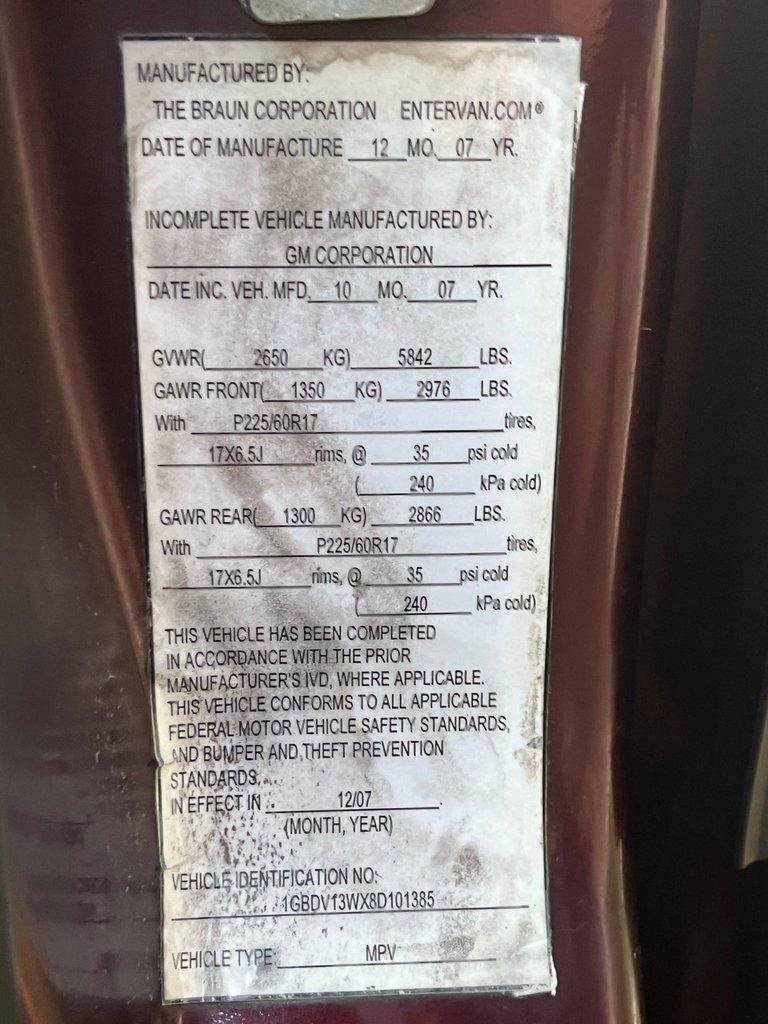 MANUFACTURED BY:
THE BRAUN CORPORATION ENTERVAN.COM®
DATE OF MANUFACTURE 12 MO. 07 YR.
INCOMPLETE VEHICLE MANUFACTURED BY:
GM CORPORATION
DATE INC. VEH. MFD. 10 MO. 07 YR.
GVWR( 2650 KG) 5842 LBS.
GAWR FRONT( 1350 KG) 2976 LBS.
With P225/60R17 tires,
17X6.5J rims, @ 35 psi cold
( 240 kPa cold)
GAWR REAR( 1300 KG) 2866 LBS.
With P225/60R17 tires,
17X6.5J rims, @ 35 psi cold
( 240 kPa cold)
THIS VEHICLE HAS BEEN COMPLETED
IN ACCORDANCE WITH THE PRIOR
MANUFACTURER'S IVD, WHERE APPLICABLE.
THIS VEHICLE CONFORMS TO ALL APPLICABLE
FEDERAL MOTOR VEHICLE SAFETY STANDARDS,
AND BUMPER AND THEFT PREVENTION
STANDARDS,
IN EFFECT IN : 12/07 .
(MONTH, YEAR)
VEHICLE IDENTIFICATION NO:
1GBDV13WX8D101385
VEHICLE TYPE: MPV